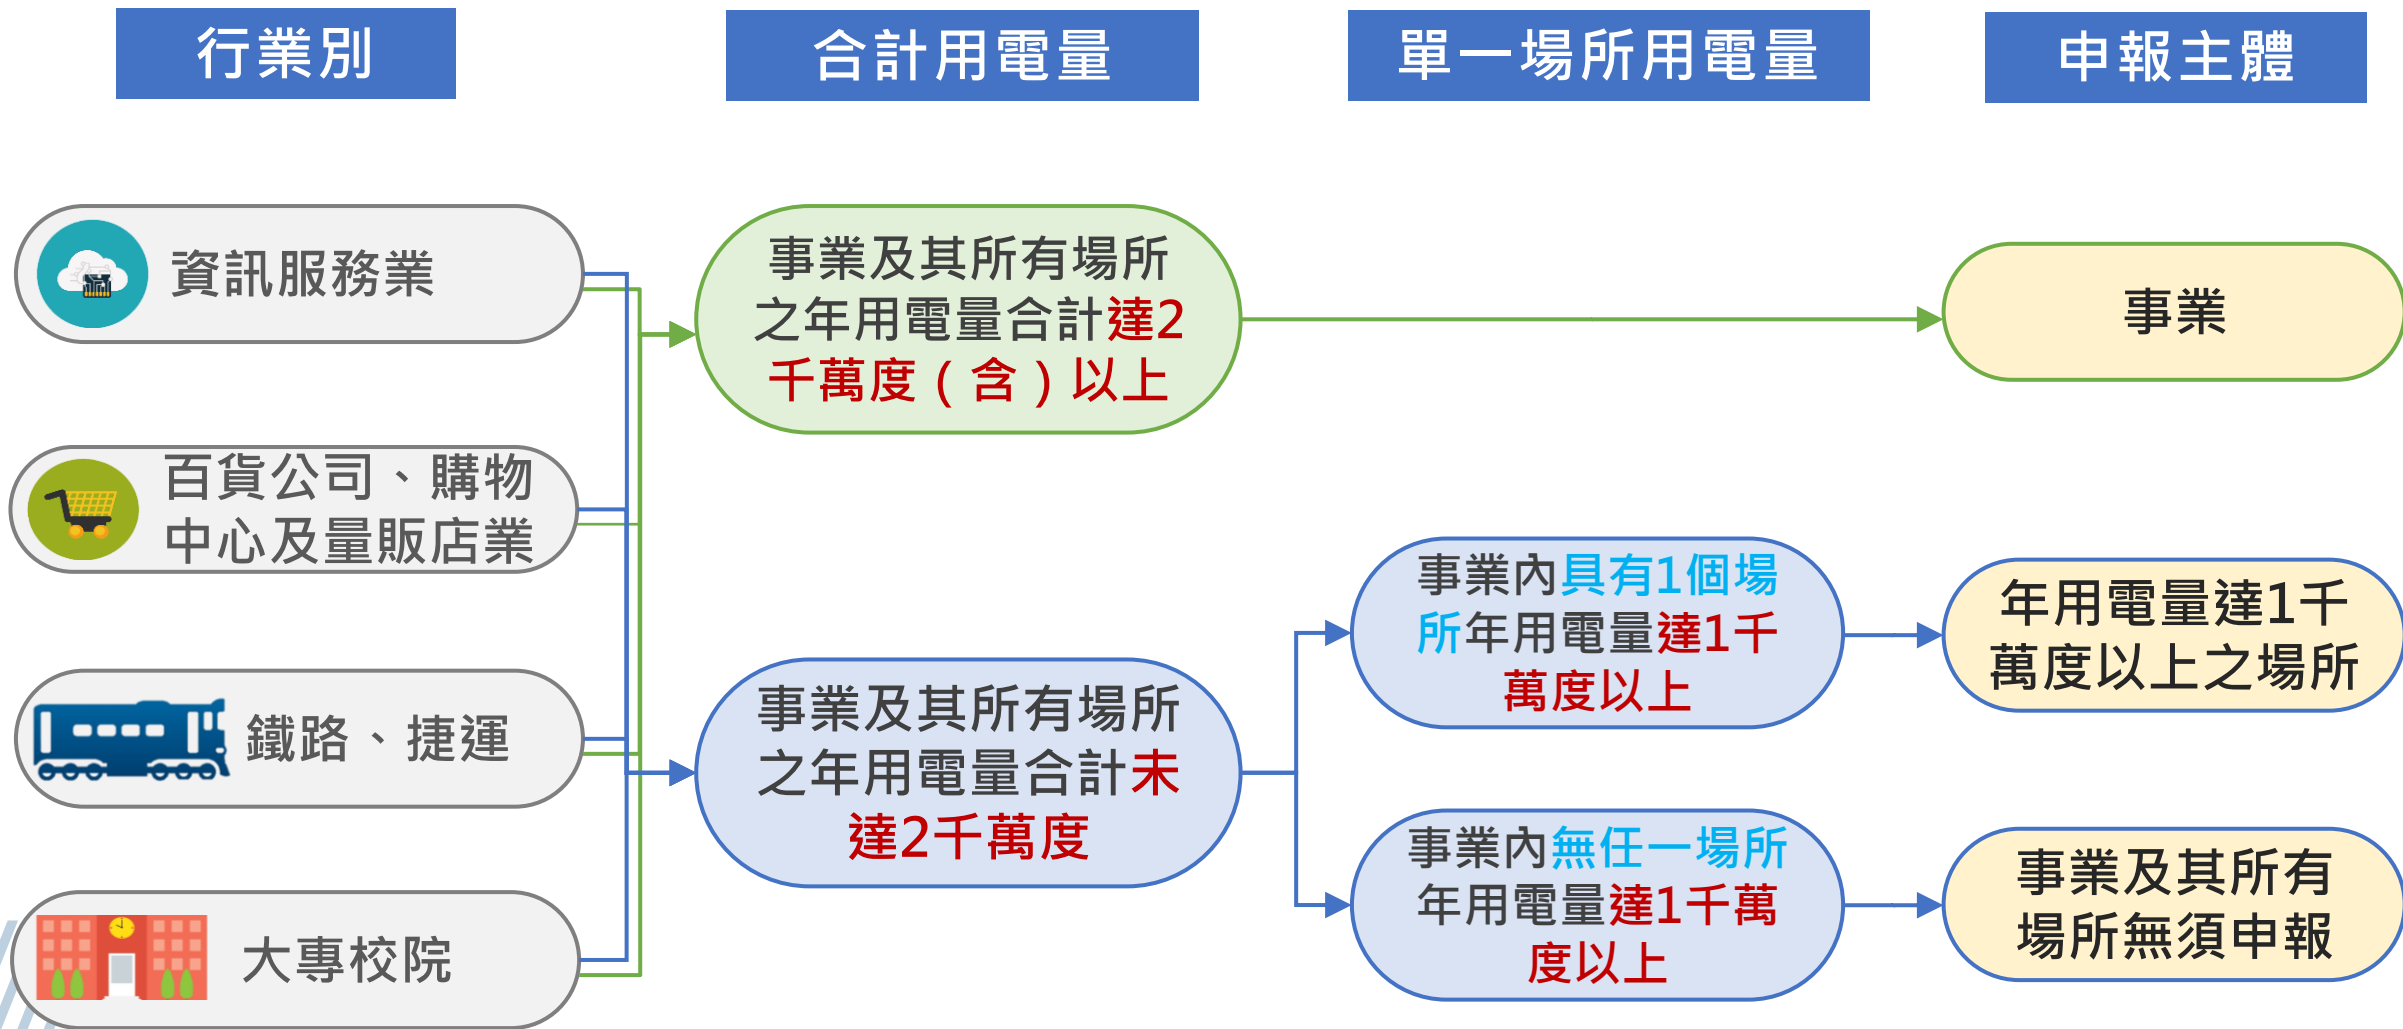 行業別
合計用電量
單一場所用電量
申報主體
資訊服務業
百貨公司、購物
中心及量販店業
鐵路、捷運
大專校院
事業及其所有場所
之年用電量合計達2
千萬度（含）以上
事業及其所有場所
之年用電量合計未
達2千萬度
事業內具有1個場
所年用電量達1千
萬度以上
事業內無任一場所
年用電量達1千萬
度以上
事業
年用電量達1千
萬度以上之場所
事業及其所有
場所無須申報